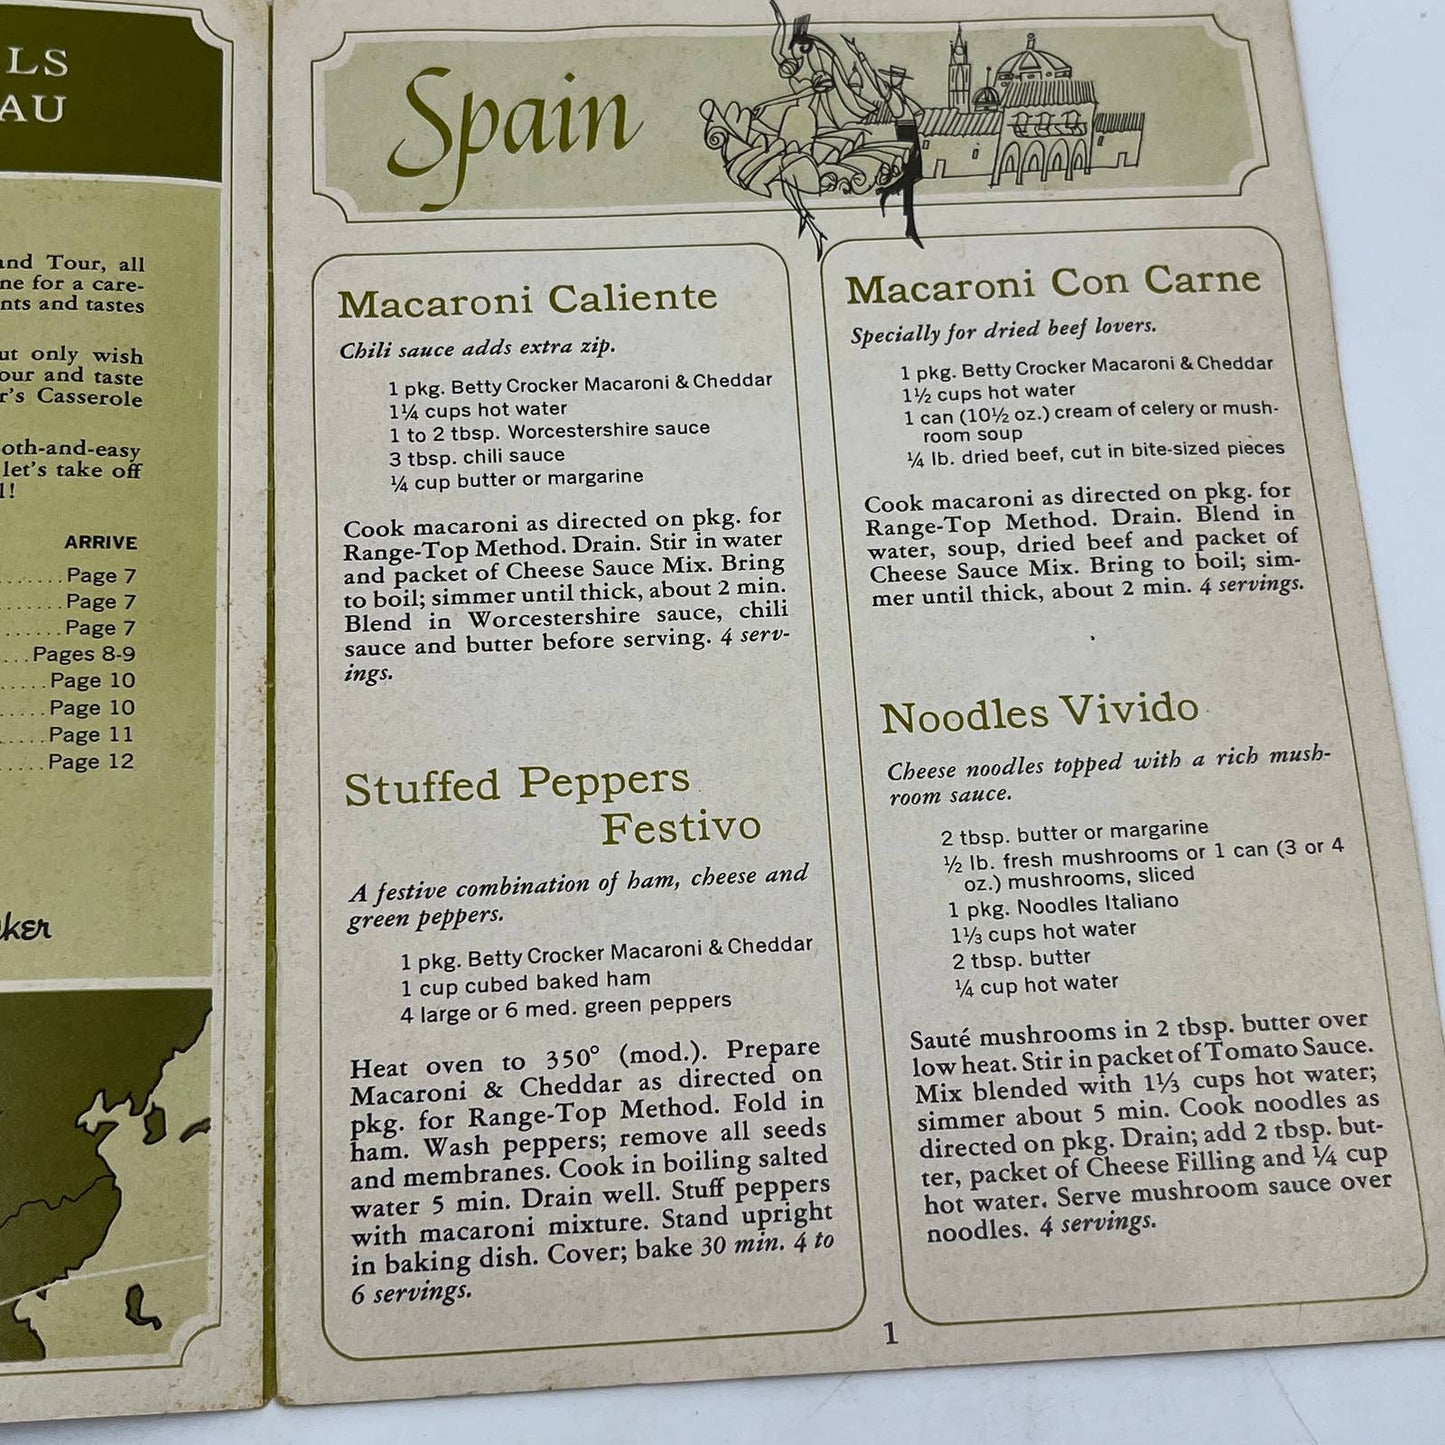 LS
AU
and Tour, all
ne for a care-
nts and tastes
ut only wish
our and taste
r's Casserole
oth-and-easy
let's take off
l!
ARRIVE
......Page 7
......Page 7
......Page 7
...Pages 8-9
.....Page 10
.....Page 10
.....Page 11
.....Page 12
cker
Spain
Macaroni Caliente
Chili sauce adds extra zip.
1 pkg. Betty Crocker Macaroni & Cheddar
1¼ cups hot water
1 to 2 tbsp. Worcestershire sauce
3 tbsp. chili sauce
¼ cup butter or margarine
Cook macaroni as directed on pkg. for
Range-Top Method. Drain. Stir in water
and packet of Cheese Sauce Mix. Bring
to boil; simmer until thick, about 2 min.
Blend in Worcestershire sauce, chili
sauce and butter before serving. 4 serv-
ings.
Stuffed Peppers
Festivo
A festive combination of ham, cheese and
green peppers.
1 pkg. Betty Crocker Macaroni & Cheddar
1 cup cubed baked ham
4 large or 6 med. green peppers
Heat oven to 350° (mod.). Prepare
Macaroni & Cheddar as directed on
pkg. for Range-Top Method. Fold in
ham. Wash peppers; remove all seeds
and membranes. Cook in boiling salted
water 5 min. Drain well. Stuff peppers
with macaroni mixture. Stand upright
in baking dish. Cover; bake 30 min. 4 to
6 servings.
Macaroni Con Carne
Specially for dried beef lovers.
1 pkg. Betty Crocker Macaroni & Cheddar
1½ cups hot water
1 can (10½ oz.) cream of celery or mush-
room soup
¼ lb. dried beef, cut in bite-sized pieces
Cook macaroni as directed on pkg. for
Range-Top Method. Drain. Blend in
water, soup, dried beef and packet of
Cheese Sauce Mix. Bring to boil; sim-
mer until thick, about 2 min. 4 servings.
Noodles Vivido
Cheese noodles topped with a rich mush-
room sauce.
2 tbsp. butter or margarine
½ lb. fresh mushrooms or 1 can (3 or 4
oz.) mushrooms, sliced
1 pkg. Noodles Italiano
1⅓ cups hot water
2 tbsp. butter
¼ cup hot water
Sauté mushrooms in 2 tbsp. butter over
low heat. Stir in packet of Tomato Sauce.
Mix blended with 1⅓ cups hot water;
simmer about 5 min. Cook noodles as
directed on pkg. Drain; add 2 tbsp. but-
ter, packet of Cheese Filling and ¼ cup
hot water. Serve mushroom sauce over
noodles. 4 servings.
1